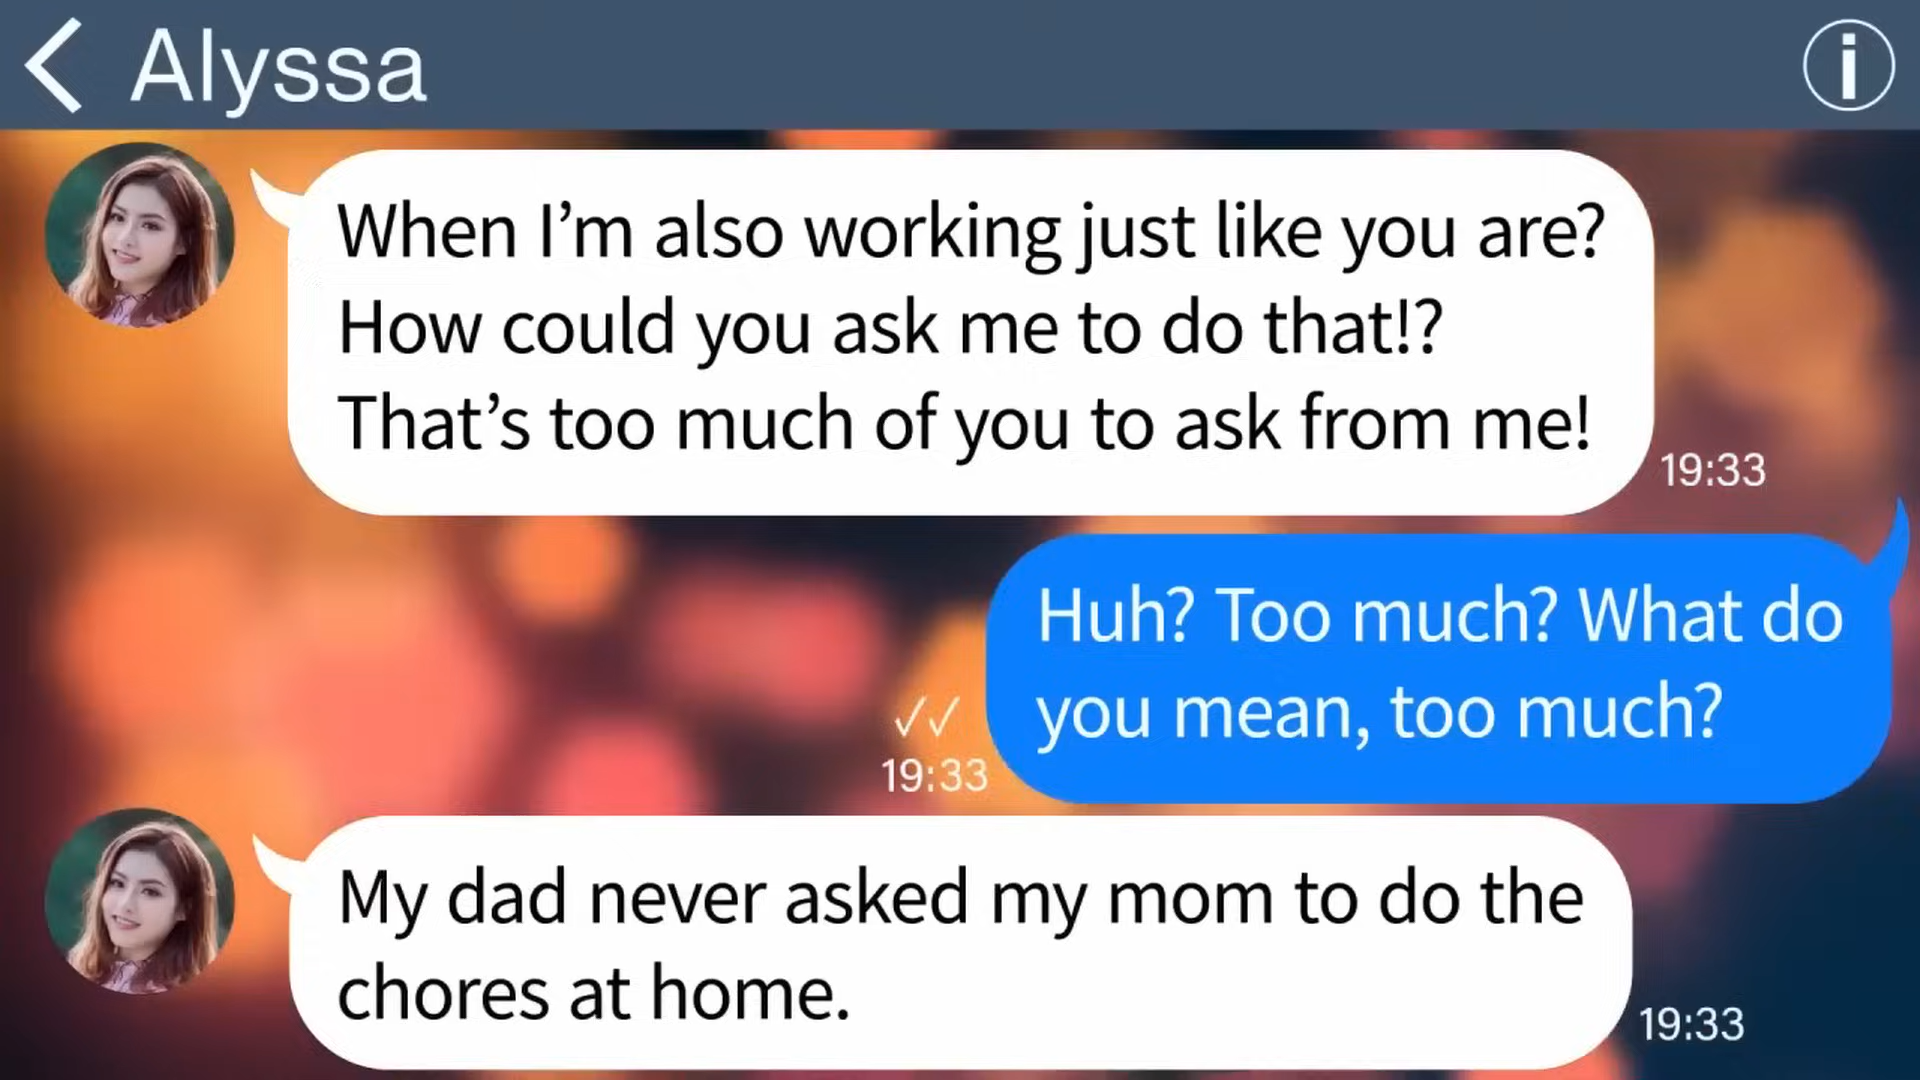 Alyssa
When I’m also working just like you are?
How could you ask me to do that!?
That’s too much of you to ask from me!
19:33
Huh? Too much? What do
you mean, too much?
19:33
My dad never asked my mom to do the
chores at home.
19:33